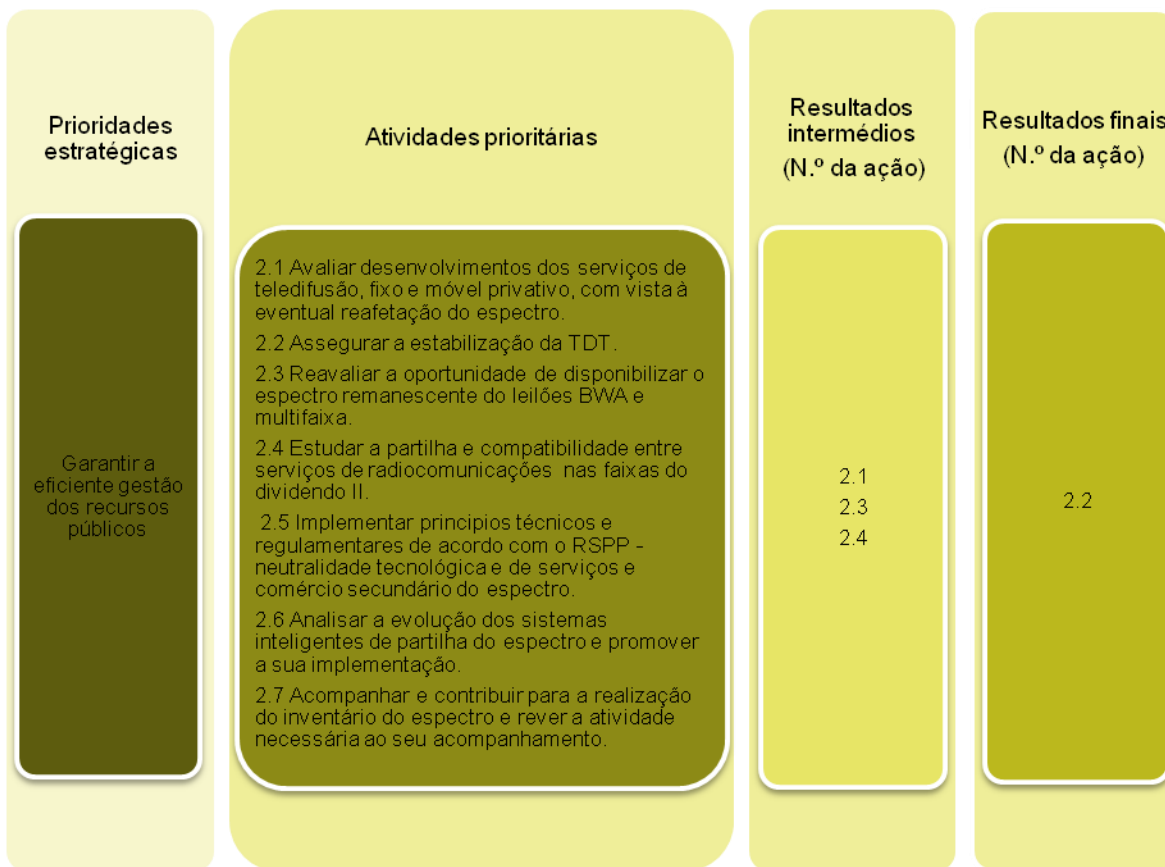 Prioridades
estratégicas
Garantir a
eficiente gestão
dos recursos
públicos
Atividades prioritárias
2.1 Avaliar desenvolvimentos dos serviços de
teledifusão, fixo e móvel privativo, com vista à
eventual reafetação do espectro.
2.2 Assegurar a estabilização da TDT.
2.3 Reavaliar a oportunidade de disponibilizar o
espectro remanescente do leilões BWA e
multifaixa.
2.4 Estudar a partilha e compatibilidade entre
serviços de radiocomunicações nas faixas do
dividendo II.
2.5 Implementar principios técnicos e
regulamentares de acordo com o RSPP -
neutralidade tecnológica e de serviços e
comércio secundário do espectro.
2.6 Analisar a evolução dos sistemas
inteligentes de partilha do espectro e promover
a sua implementação.
2.7 Acompanhar e contribuir para a realização
do inventário do espectro e rever a atividade
necessária ao seu acompanhamento.
Resultados
intermédios
(N.º da ação)
2.1
2.3
2.4
Resultados finais
(N.º da ação)
2.2